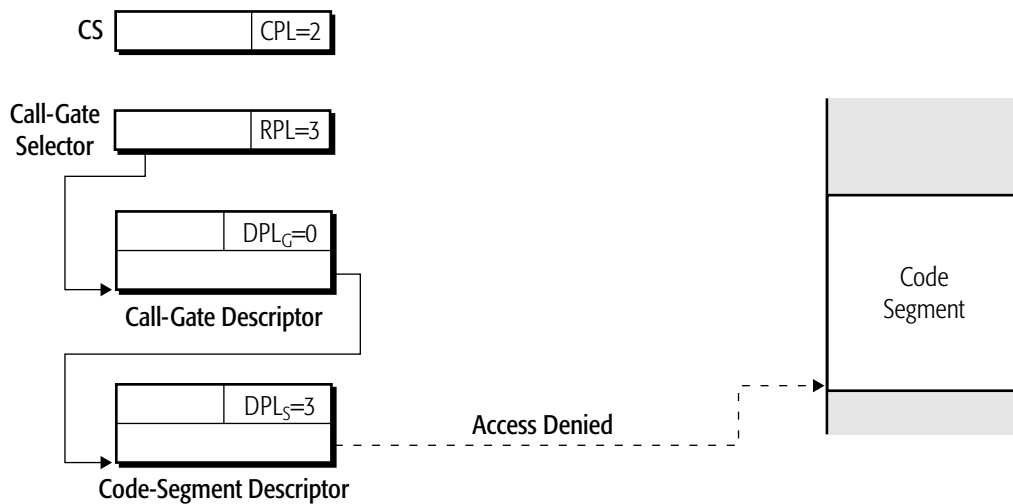 CS
CPL=2
Call-Gate
Selector
RPL=3
DPLG=0
Call-Gate Descriptor
Code
Segment
DPLS=3
Access Denied
Code-Segment Descriptor